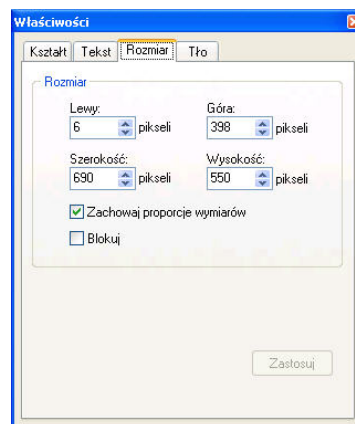 Właściwości
Kształt Tekst Rozmiar Tło
Rozmiar
Lewy: Góra:
6 pikseli 398 pikseli
Szerokość: Wysokość:
690 pikseli 550 pikseli
Zachowaj proporcje wymiarów
Blokuj
Zastosuj